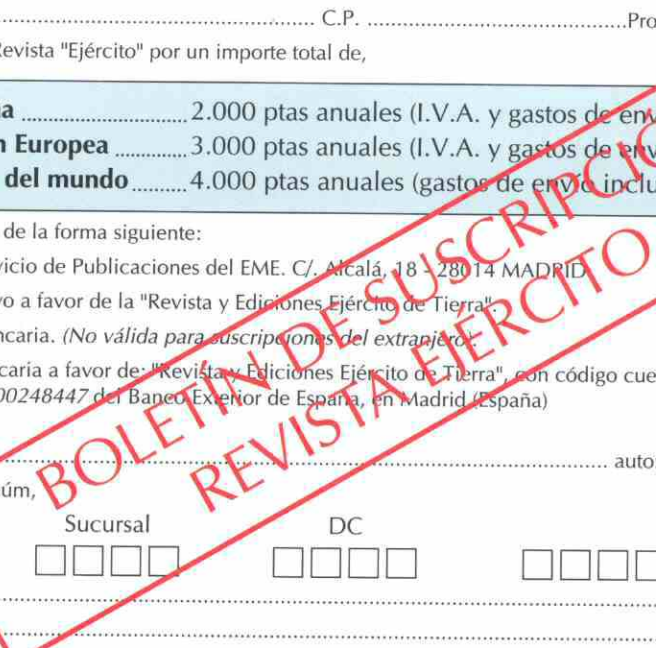 C.P. Pro
Revista "Ejército" por un importe total de,
2.000 ptas anuales (I.V.A. y gastos de env
n Europea 3.000 ptas anuales (I.V.A. y gastos de env
del mundo 4.000 ptas anuales (gastos de envío inclu
de la forma siguiente:
vicio de Publicaciones del EME. C/. Alcalá, 18 - 28014 MADRID
o a favor de la "Revista y Ediciones Ejército de Tierra".
ncaria. (No válida para suscripciones del extranjero).
caria a favor de: "Revista y Ediciones Ejército de Tierra", con código cue
00248447 del Banco Exterior de España, en Madrid (España)
auto
úm,
Sucursal DC
BOLETÍN DE SUSCRIPCIÓ
REVISTA EJÉRCITO